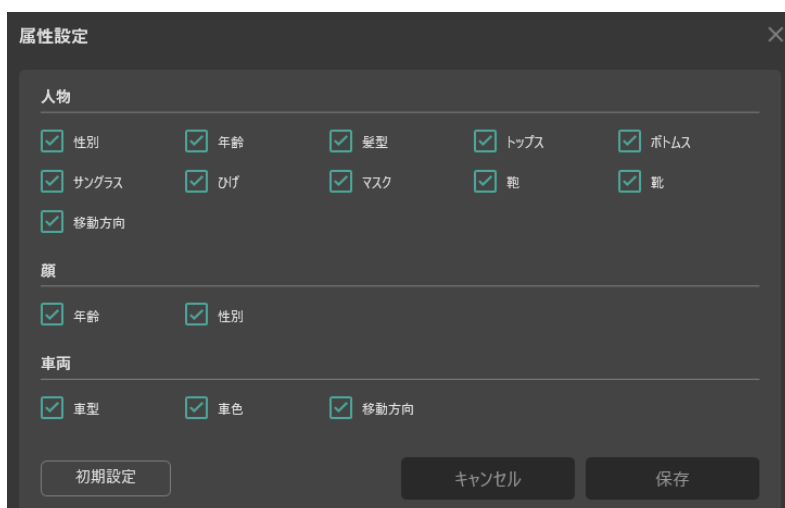 属性設定
人物
性別 年齢 髪型 トップス ボトムス
サングラス ひげ マスク 鞄 靴
移動方向
顔
年齢 性別
車両
車型 車色 移動方向
初期設定 キャンセル 保存